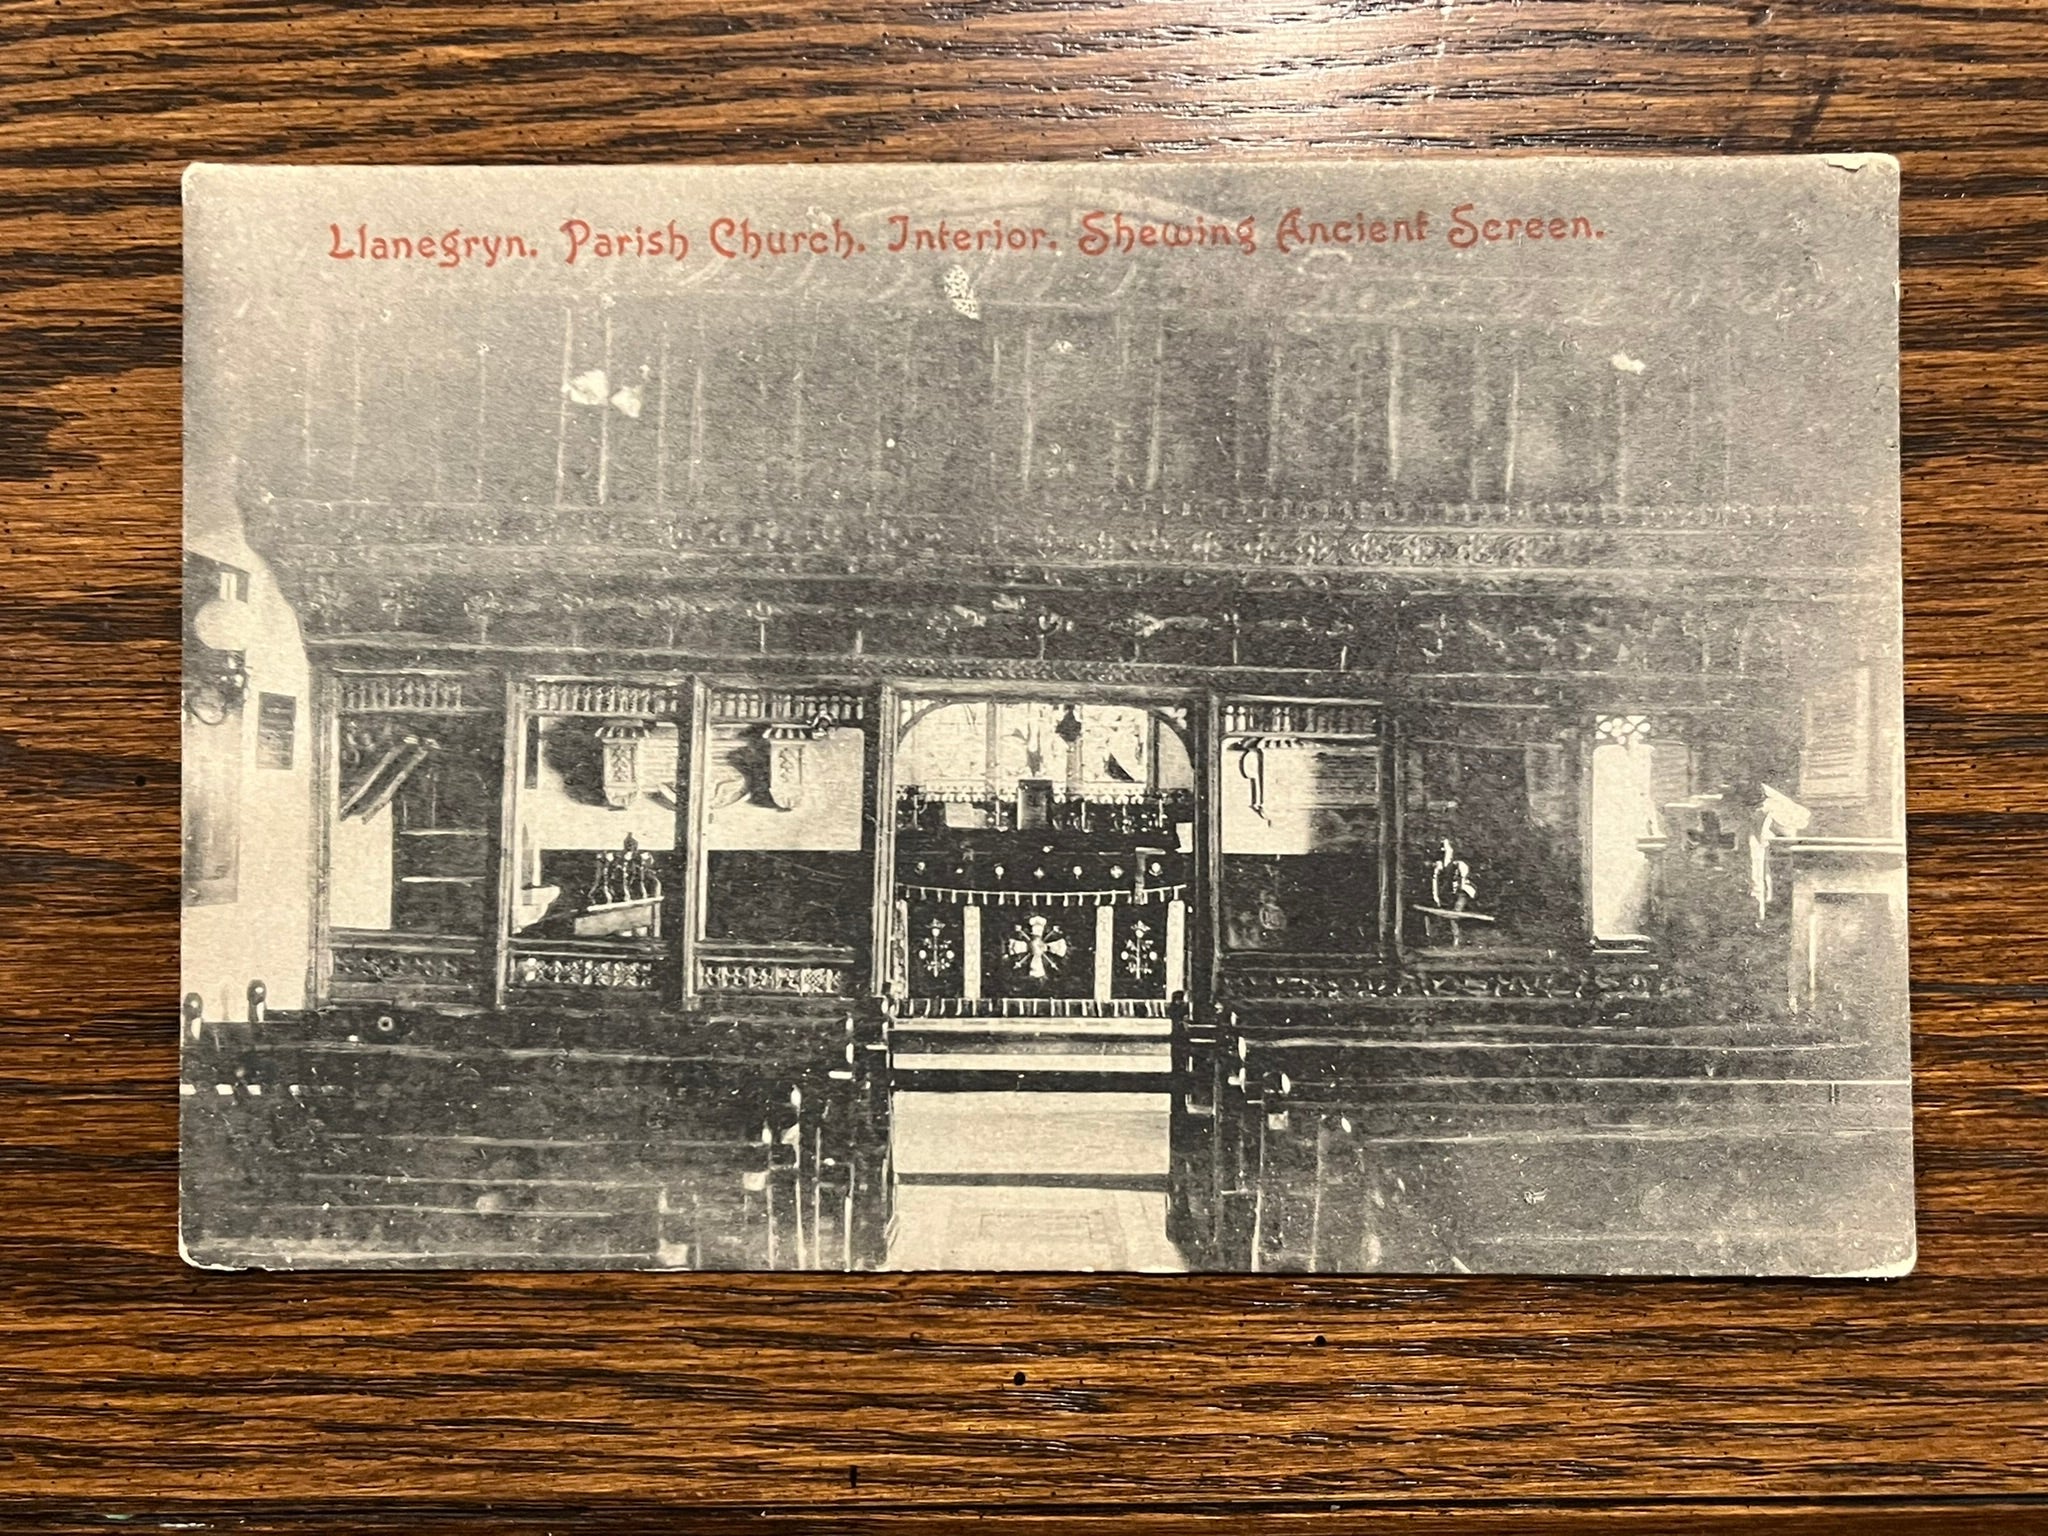 Llanegryn. Parish Church. Interior. Shewing Ancient Screen.